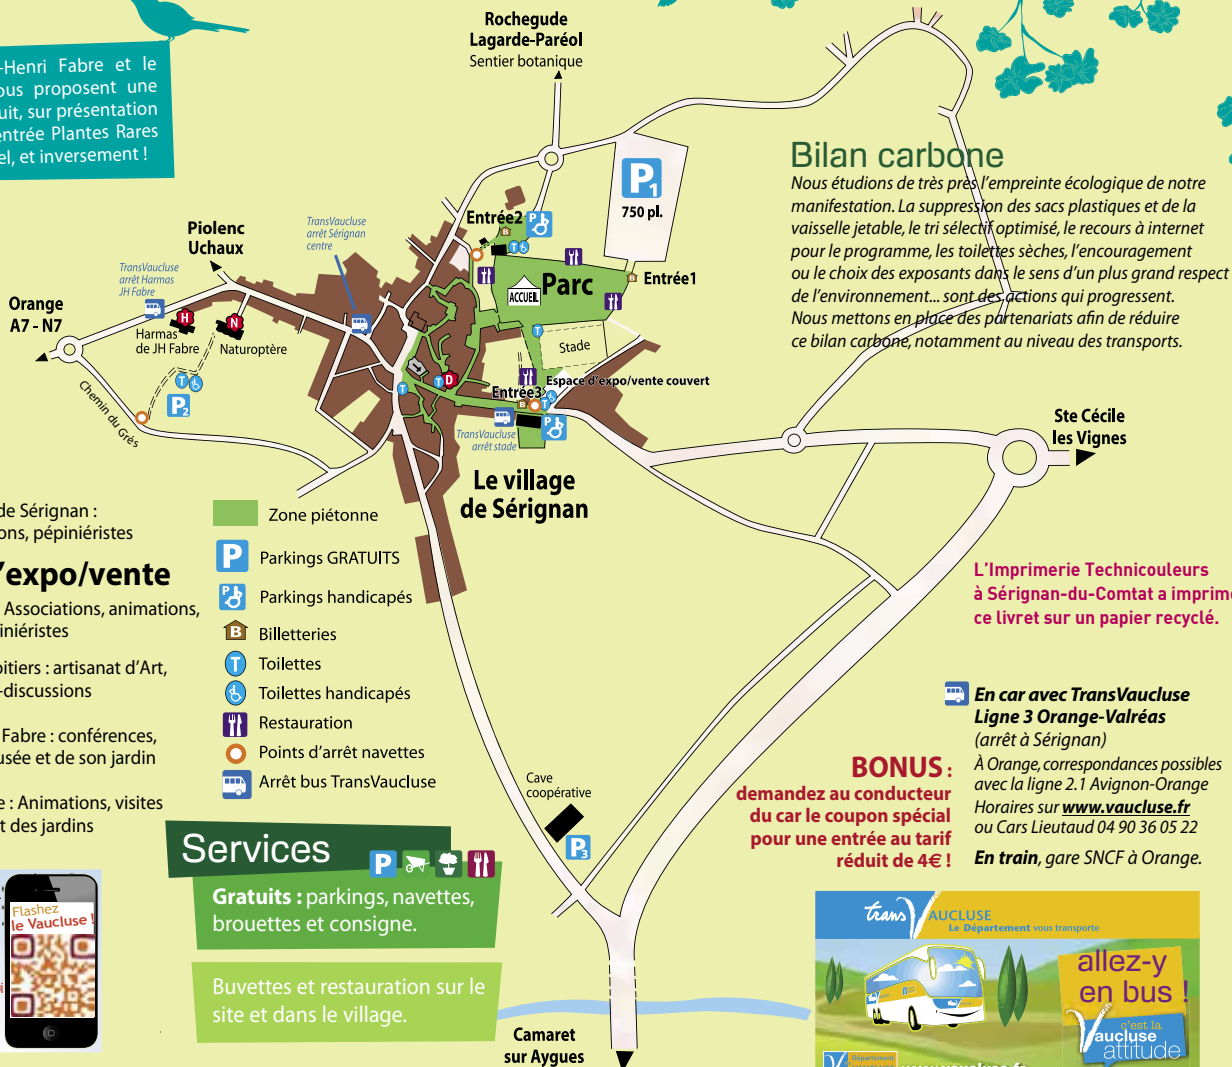 -Henri Fabre et le
ous proposent une
uit, sur présentation
entrée Plantes Rares
el, et inversement !
Rochegude
Lagarde-Paréol
Sentier botanique
P1
750 pl.
Bilan carbone
Nous étudions de très près l'empreinte écologique de notre
manifestation. La suppression des sacs plastiques et de la
vaisselle jetable, le tri sélectif optimisé, le recours à internet
pour le programme, les toilettes sèches, l'encouragement
ou le choix des exposants dans le sens d'un plus grand respect
de l'environnement... sont des actions qui progressent.
Nous mettons en place des partenariats afin de réduire
ce bilan carbone, notamment au niveau des transports.
Piolenc
Uchaux
TransVaucluse
arrêt Sérignan
centre
Entrée2
P
B
T
Parc
ACCUEIL
Entrée1
B
TransVaucluse
arrêt Harmas
JH Fabre
Orange
A7 - N7
H
Harmas
de JH Fabre
N
Naturoptère
T
P2
Chemin du Grés
T
Stade
Espace d'expo/vente couvert
Entrée3
B
T
P
T
T
D
TransVaucluse
arrêt stade
Ste Cécile
les Vignes
Le village
de Sérignan
de Sérignan :
ons, pépiniéristes
'expo/vente
Associations, animations,
iniéristes
pitiers : artisanat d'Art,
-discussions
Fabre : conférences,
usée et de son jardin
e : Animations, visites
t des jardins
Zone piétonne
P Parkings GRATUITS
P Parkings handicapés
B Billetteries
T Toilettes
Toilettes handicapés
Restauration
Points d'arrêt navettes
Arrêt bus TransVaucluse
L'Imprimerie Technicouleurs
à Sérignan-du-Comtat a imprimé
ce livret sur un papier recyclé.
En car avec TransVaucluse
Ligne 3 Orange-Valréas
(arrêt à Sérignan)
À Orange, correspondances possibles
avec la ligne 2.1 Avignon-Orange
Horaires sur www.vaucluse.fr
ou Cars Lieutaud 04 90 36 05 22
En train, gare SNCF à Orange.
BONUS :
demandez au conducteur
du car le coupon spécial
pour une entrée au tarif
réduit de 4€ !
Cave
coopérative
P3
Services
P
Gratuits : parkings, navettes,
brouettes et consigne.
Buvettes et restauration sur le
site et dans le village.
Flashez
le Vaucluse !
Camaret
sur Aygues
trans VAUCLUSE
Le Département vous transporte
allez-y
en bus !
c'est la
Vaucluse
attitude
Département